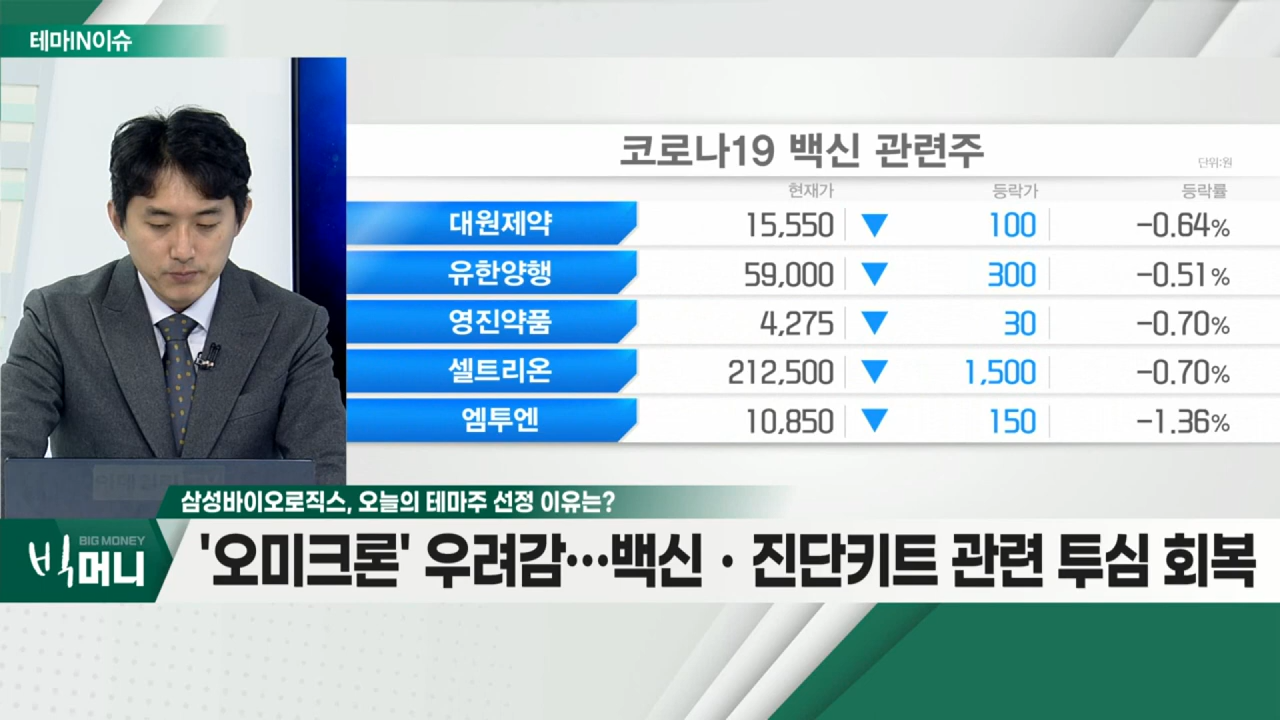 테마IN이슈
코로나19 백신 관련주
단위:원
현재가 등락가 등락률
대원제약 15,550 ▼ 100 -0.64%
유한양행 59,000 ▼ 300 -0.51%
영진약품 4,275 ▼ 30 -0.70%
셀트리온 212,500 ▼ 1,500 -0.70%
엠투엔 10,850 ▼ 150 -1.36%
삼성바이오로직스, 오늘의 테마주 선정 이유는?
BIG MONEY
빅머니
'오미크론' 우려감…백신·진단키트 관련 투심 회복